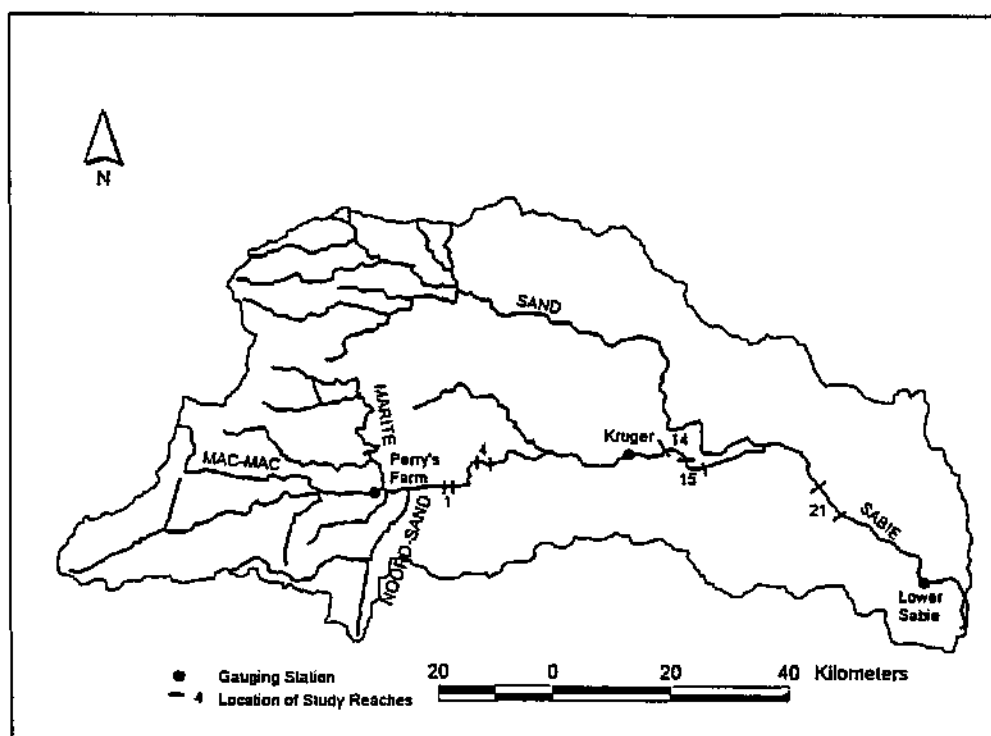 N
SAND
MARITE
MAC-MAC
Perry's
Farm
4
1
NOORD-SAND
Kruger
14
15
21
SABIE
Lower
Sabie
Gauging Station
4 Location of Study Reaches
20 0 20 40 Kilometers